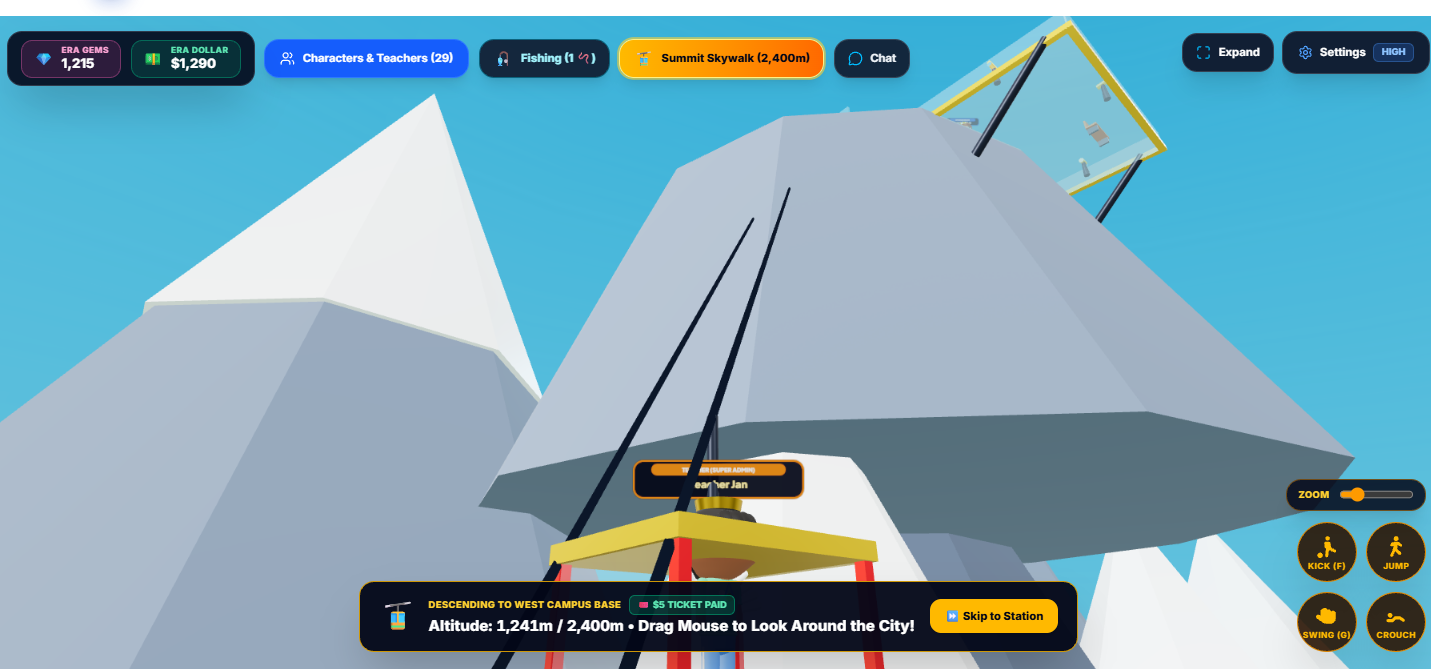 ERA GEMS
1,215
ERA DOLLAR
$1,290
Characters & Teachers (29)
Fishing (1 🪱)
Summit Skywalk (2,400m)
Chat
Expand
Settings HIGH
(SUPER ADMIN)
Jan
ZOOM
KICK (F)
JUMP
SWING (G)
CROUCH
DESCENDING TO WEST CAMPUS BASE
$5 TICKET PAID
Altitude: 1,241m / 2,400m • Drag Mouse to Look Around the City!
Skip to Station